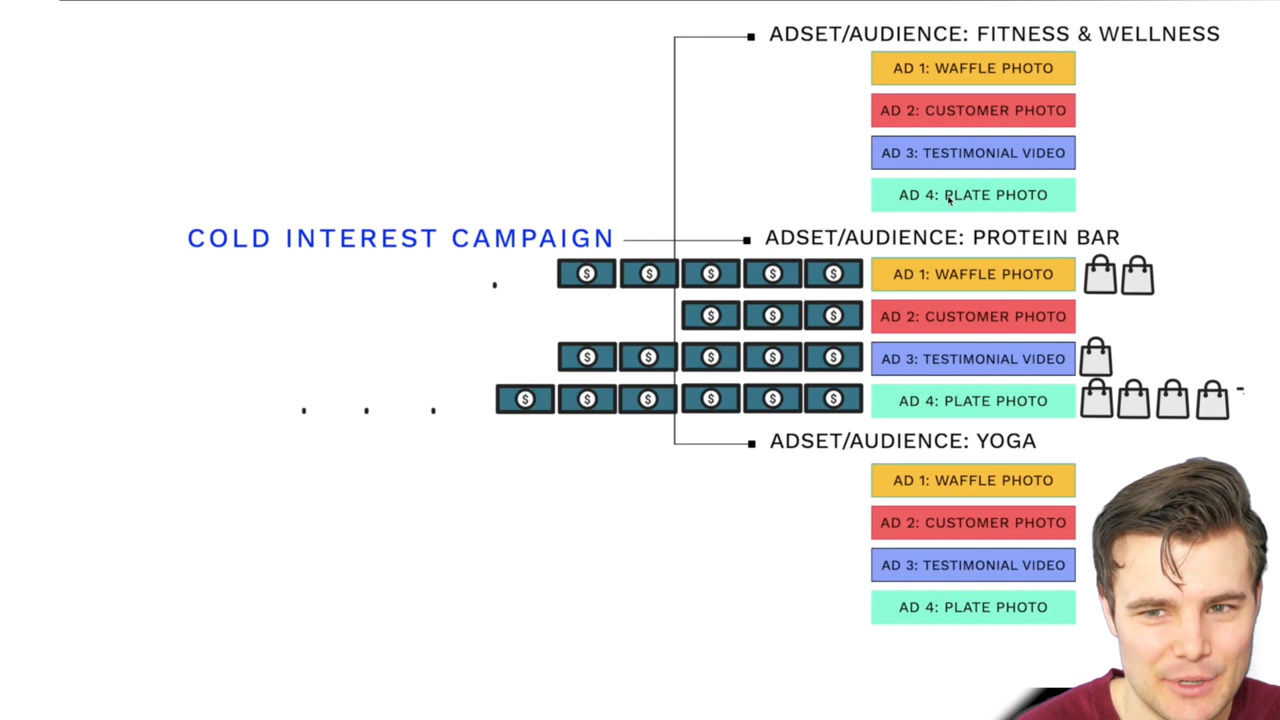 ADSET/AUDIENCE: FITNESS & WELLNESS
AD 1: WAFFLE PHOTO
AD 2: CUSTOMER PHOTO
AD 3: TESTIMONIAL VIDEO
AD 4: PLATE PHOTO
COLD INTEREST CAMPAIGN
ADSET/AUDIENCE: PROTEIN BAR
$ $ $ $ $ AD 1: WAFFLE PHOTO
$ $ $ AD 2: CUSTOMER PHOTO
$ $ $ $ $ AD 3: TESTIMONIAL VIDEO
$ $ $ $ $ $ AD 4: PLATE PHOTO
ADSET/AUDIENCE: YOGA
AD 1: WAFFLE PHOTO
AD 2: CUSTOMER PHOTO
AD 3: TESTIMONIAL VIDEO
AD 4: PLATE PHOTO